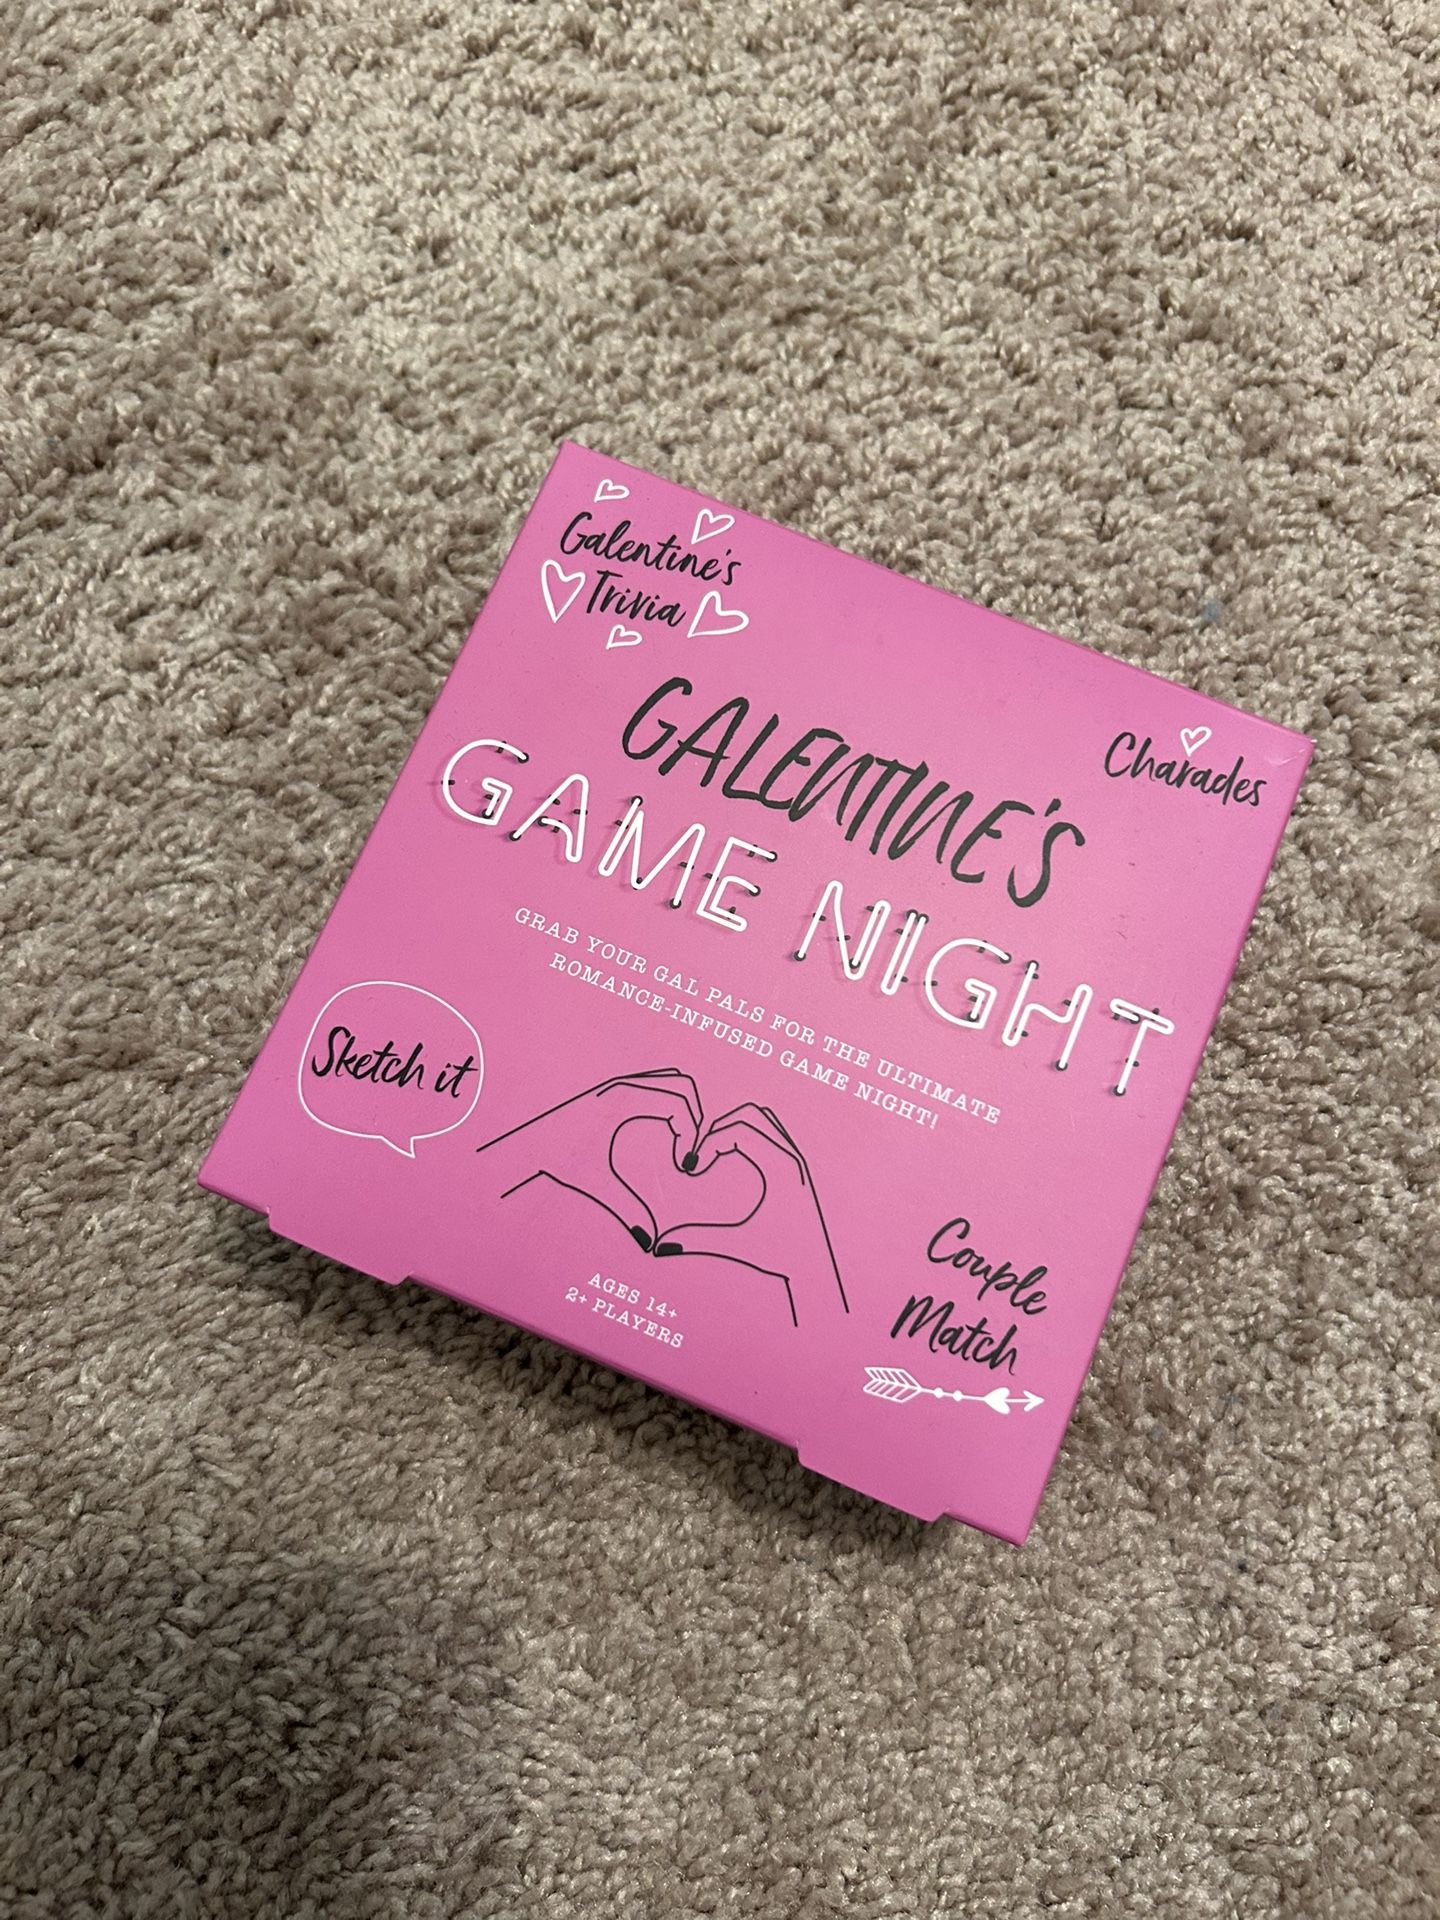 Galentine's
Trivia
GALENTINE'S
GAME NIGHT
Charades
GRAB YOUR GAL PALS FOR THE ULTIMATE
ROMANCE-INFUSED GAME NIGHT!
Sketch it
Couple
Match
AGES 14+
2+ PLAYERS